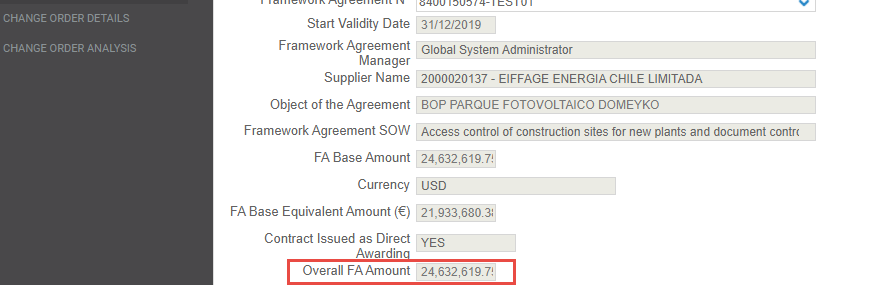 CHANGE ORDER DETAILS
CHANGE ORDER ANALYSIS
Framework Agreement N° 8400150574-TEST01
Start Validity Date 31/12/2019
Framework Agreement
Manager Global System Administrator
Supplier Name 2000020137 - EIFFAGE ENERGIA CHILE LIMITADA
Object of the Agreement BOP PARQUE FOTOVOLTAICO DOMEYKO
Framework Agreement SOW Access control of construction sites for new plants and document contro
FA Base Amount 24,632,619.75
Currency USD
FA Base Equivalent Amount (€) 21,933,680.38
Contract Issued as Direct
Awarding YES
Overall FA Amount 24,632,619.75